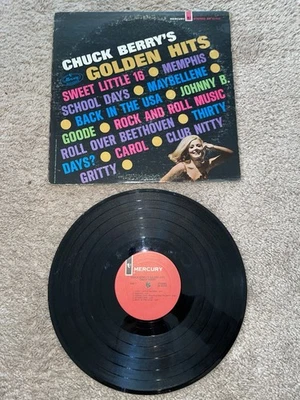 MERCURY
CHUCK BERRY'S
GOLDEN HITS
SWEET LITTLE 16 MEMPHIS
SCHOOL DAYS MAYBELLENE
BACK IN THE USA JOHNNY B.
GOODE ROCK AND ROLL MUSIC
ROLL OVER BEETHOVEN THIRTY
DAYS? CAROL CLUB NITTY
GRITTY
MERCURY